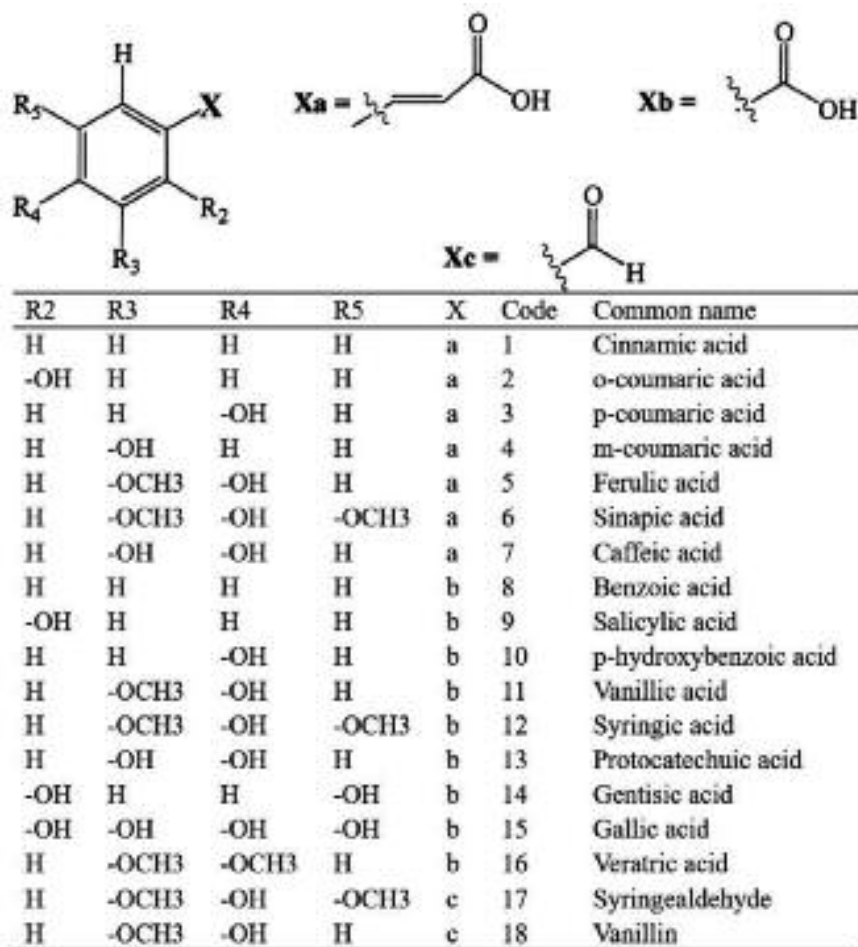 H
R5 X Xa = O OH Xb = O OH
R4 R2
R3 Xc = O H
R2 R3 R4 R5 X Code Common name
H H H H a 1 Cinnamic acid
-OH H H H a 2 o-coumaric acid
H H -OH H a 3 p-coumaric acid
H -OH H H a 4 m-coumaric acid
H -OCH3 -OH H a 5 Ferulic acid
H -OCH3 -OH -OCH3 a 6 Sinapic acid
H -OH -OH H a 7 Caffeic acid
H H H H b 8 Benzoic acid
-OH H H H b 9 Salicylic acid
H H -OH H b 10 p-hydroxybenzoic acid
H -OCH3 -OH H b 11 Vanillic acid
H -OCH3 -OH -OCH3 b 12 Syringic acid
H -OH -OH H b 13 Protocatechuic acid
-OH H H -OH b 14 Gentisic acid
-OH -OH -OH -OH b 15 Gallic acid
H -OCH3 -OCH3 H b 16 Veratric acid
H -OCH3 -OH -OCH3 c 17 Syringealdehyde
H -OCH3 -OH H c 18 Vanillin